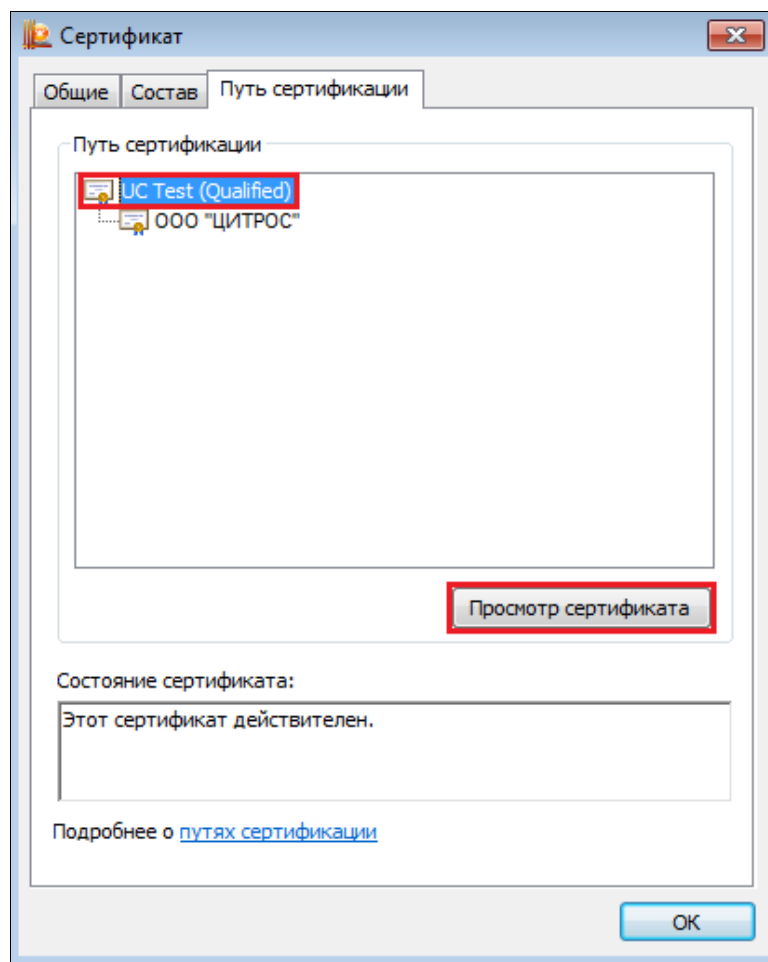 Сертификат
Общие Состав Путь сертификации
Путь сертификации
UC Test (Qualified)
ООО "ЦИТРОС"
Просмотр сертификата
Состояние сертификата:
Этот сертификат действителен.
Подробнее о путях сертификации
ОК